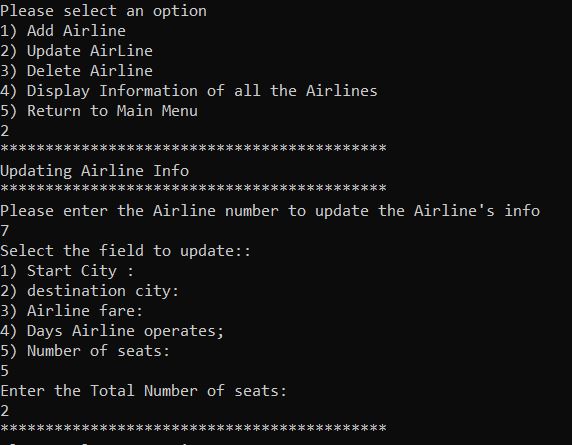 Please select an option
1) Add Airline
2) Update AirLine
3) Delete Airline
4) Display Information of all the Airlines
5) Return to Main Menu
2
*******************************************
Updating Airline Info
*******************************************
Please enter the Airline number to update the Airline's info
7
Select the field to update::
1) Start City :
2) destination city:
3) Airline fare:
4) Days Airline operates;
5) Number of seats:
5
Enter the Total Number of seats:
2
*******************************************